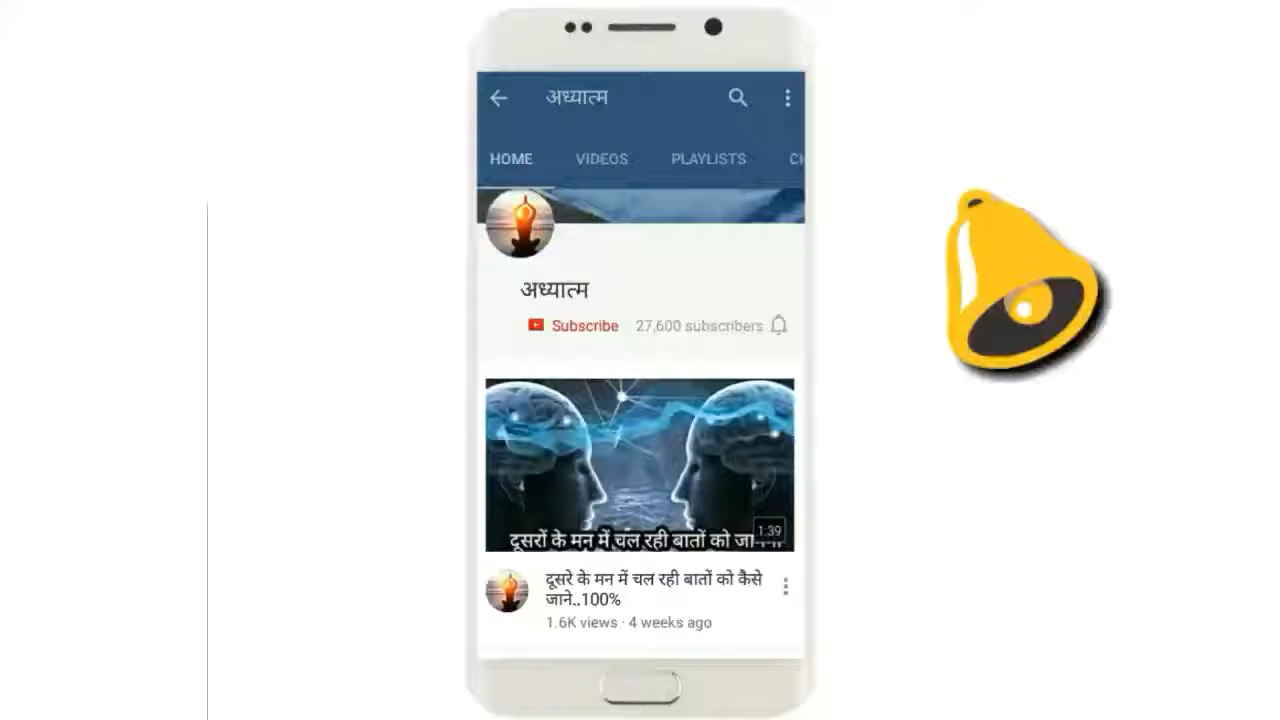 अध्यात्म
HOME VIDEOS PLAYLISTS
अध्यात्म
Subscribe 27,600 subscribers
1:39
दूसरों के मन में चल रही बातों को
दूसरे के मन में चल रही बातों को कैसे
जाने..100%
1.6K views · 4 weeks ago